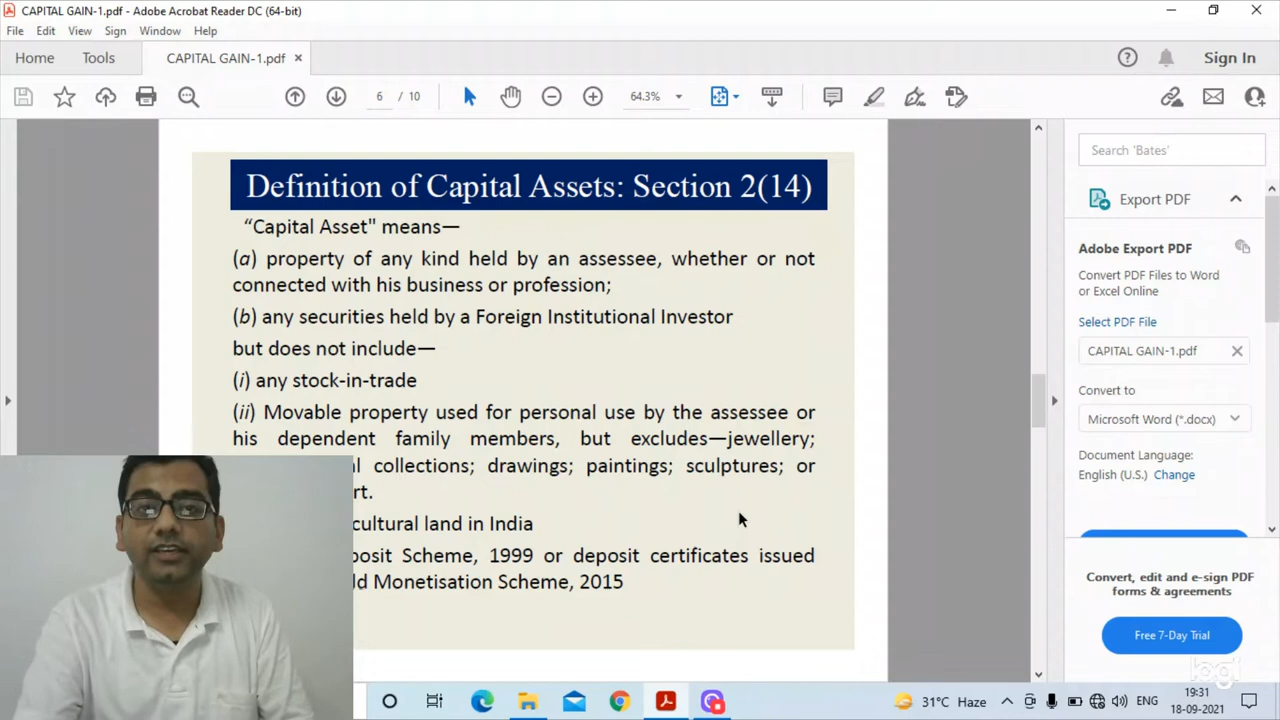 CAPITAL GAIN-1.pdf - Adobe Acrobat Reader DC (64-bit)
File Edit View Sign Window Help
Home Tools CAPITAL GAIN-1.pdf × Sign In
6 / 10 64.3%
Definition of Capital Assets: Section 2(14)
“Capital Asset" means—
(a) property of any kind held by an assessee, whether or not
connected with his business or profession;
(b) any securities held by a Foreign Institutional Investor
but does not include—
(i) any stock-in-trade
(ii) Movable property used for personal use by the assessee or
his dependent family members, but excludes—jewellery;
collections; drawings; paintings; sculptures; or
cultural land in India
posit Scheme, 1999 or deposit certificates issued
ld Monetisation Scheme, 2015
Search 'Bates'
Export PDF
Adobe Export PDF
Convert PDF Files to Word
or Excel Online
Select PDF File
CAPITAL GAIN-1.pdf
Convert to
Microsoft Word (*.docx)
Document Language:
English (U.S.) Change
Convert, edit and e-sign PDF
forms & agreements
Free 7-Day Trial
31°C Haze ENG 19:31
18-09-2021